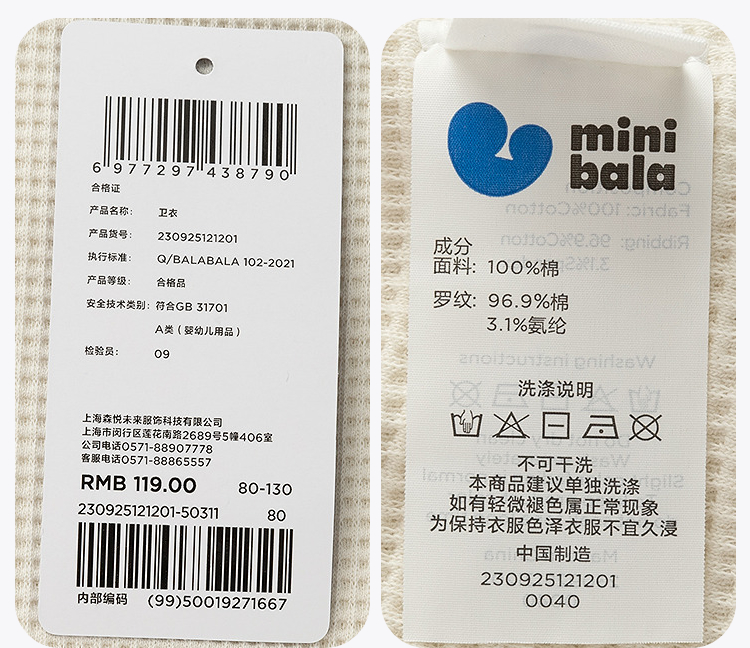 6 977297 438790
合格证
产品名称: 卫衣
产品货号: 230925121201
执行标准: Q/BALABALA 102-2021
产品等级: 合格品
安全技术类别: 符合GB 31701
A类（婴幼儿用品）
检验员: 09
上海森悦未来服饰科技有限公司
上海市闵行区莲花南路2689号5幢406室
公司电话0571-88907778
客服电话0571-88865557
RMB 119.00 80-130
230925121201-50311 80
内部编码 (99)50019271667
mini
bala
成分
面料: 100%棉
罗纹: 96.9%棉
3.1%氨纶
洗涤说明
不可干洗
本商品建议单独洗涤
如有轻微褪色属正常现象
为保持衣服色泽衣服不宜久浸
中国制造
230925121201
0040